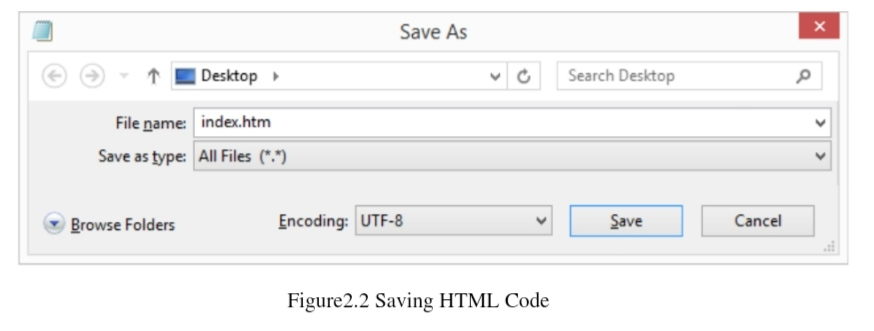 Save As
Desktop
Search Desktop
File name: index.htm
Save as type: All Files (*.*)
Browse Folders Encoding: UTF-8 Save Cancel
Figure2.2 Saving HTML Code